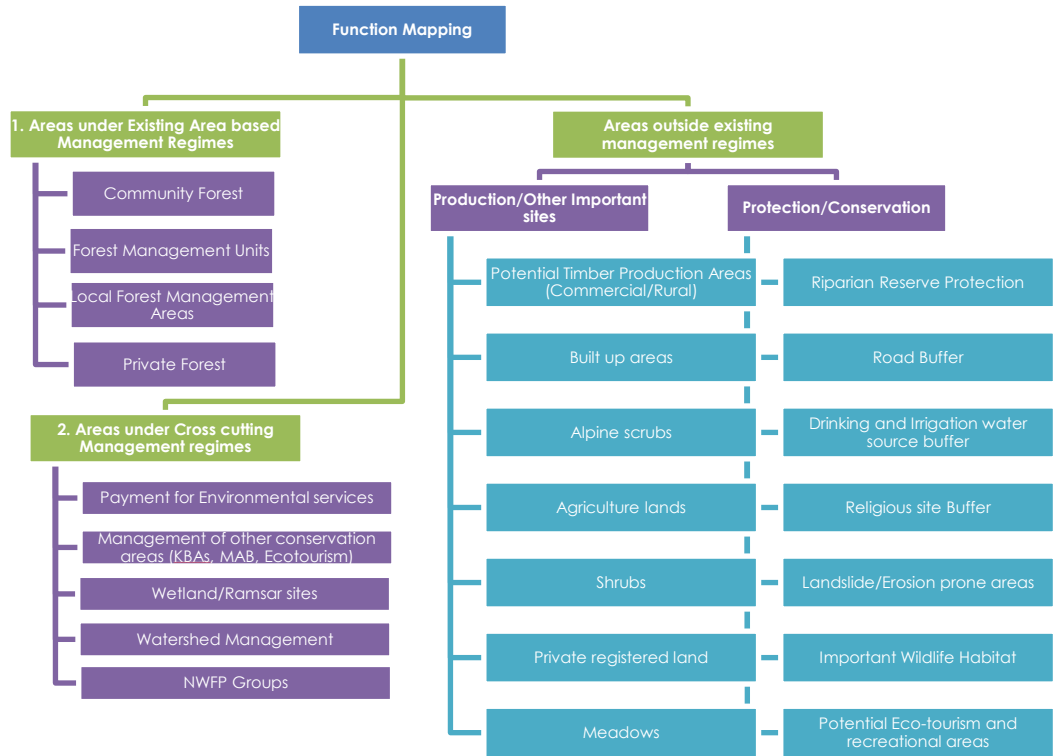 Function Mapping
1. Areas under Existing Area based
Management Regimes
Community Forest
Forest Management Units
Local Forest Management
Areas
Private Forest
2. Areas under Cross cutting
Management regimes
Payment for Environmental services
Management of other conservation
areas (KBAs, MAB, Ecotourism)
Wetland/Ramsar sites
Watershed Management
NWFP Groups
Areas outside existing
management regimes
Production/Other Important
sites
Potential Timber Production Areas
(Commercial/Rural)
Built up areas
Alpine scrubs
Agriculture lands
Shrubs
Private registered land
Meadows
Protection/Conservation
Riparian Reserve Protection
Road Buffer
Drinking and Irrigation water
source buffer
Religious site Buffer
Landslide/Erosion prone areas
Important Wildlife Habitat
Potential Eco-tourism and
recreational areas